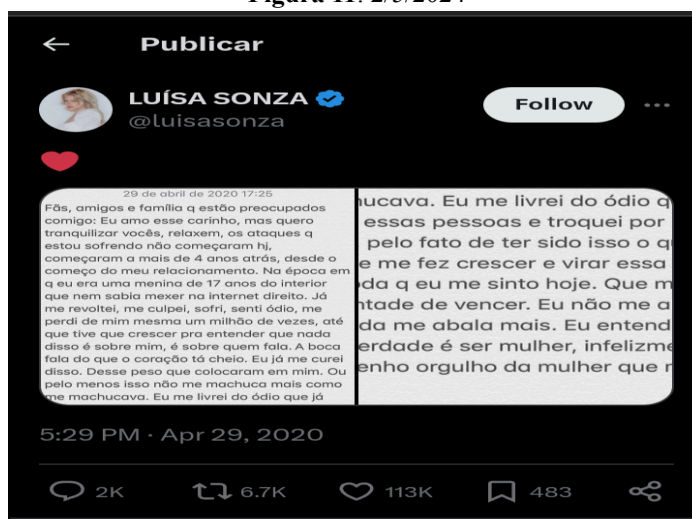 Publicar
LUÍSA SONZA
@luisasonza
Follow
29 de abril de 2020 17:25
Fãs, amigos e família q estão preocupados
comigo: Eu amo esse carinho, mas quero
tranquilizar vocês, relaxem, os ataques q
estou sofrendo não começaram hj,
começaram a mais de 4 anos atrás, desde o
começo do meu relacionamento. Na época em
q eu era uma menina de 17 anos do interior
que nem sabia mexer na internet direito. Já
me revoltei, me culpei, sofri, senti ódio, me
perdi de mim mesma um milhão de vezes, até
que tive que crescer pra entender que nada
disso é sobre mim, é sobre quem fala. A boca
fala do que o coração tá cheio. Eu já me curei
disso. Desse peso que colocaram em mim. Ou
pelo menos isso não me machuca mais como
me machucava. Eu me livrei do ódio que já
ucava. Eu me livrei do ódio q
essas pessoas e troquei por
pelo fato de ter sido isso o q
e me fez crescer e virar essa
da q eu me sinto hoje. Que m
ntade de vencer. Eu não me a
da me abala mais. Eu entend
erdade é ser mulher, infelizme
enho orgulho da mulher que
5:29 PM · Apr 29, 2020
2K
6.7K
113K
483